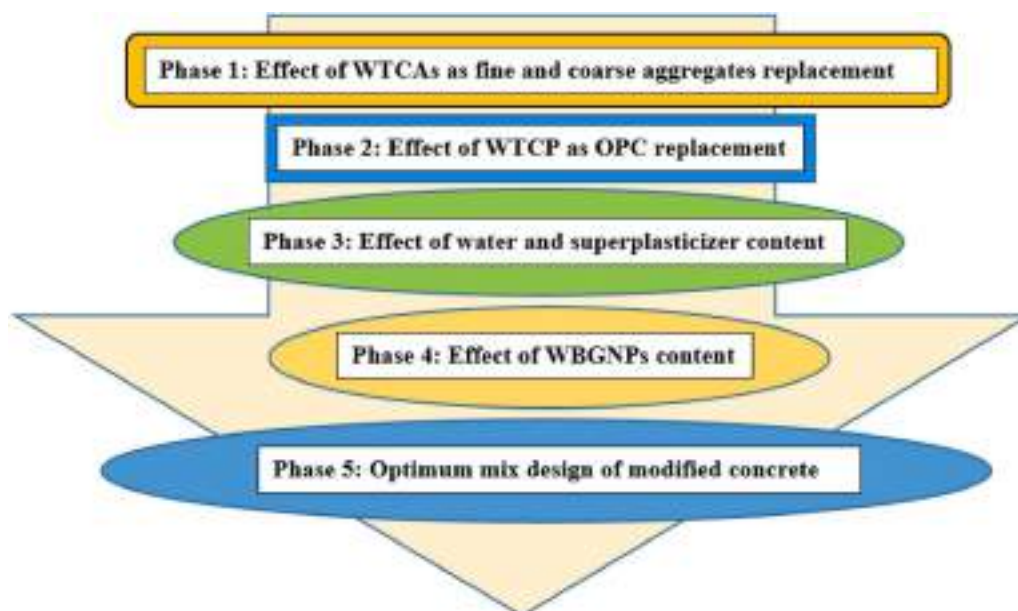 Phase 1: Effect of WTCAs as fine and coarse aggregates replacement
Phase 2: Effect of WTCP as OPC replacement
Phase 3: Effect of water and superplasticizer content
Phase 4: Effect of WBGNPs content
Phase 5: Optimum mix design of modified concrete